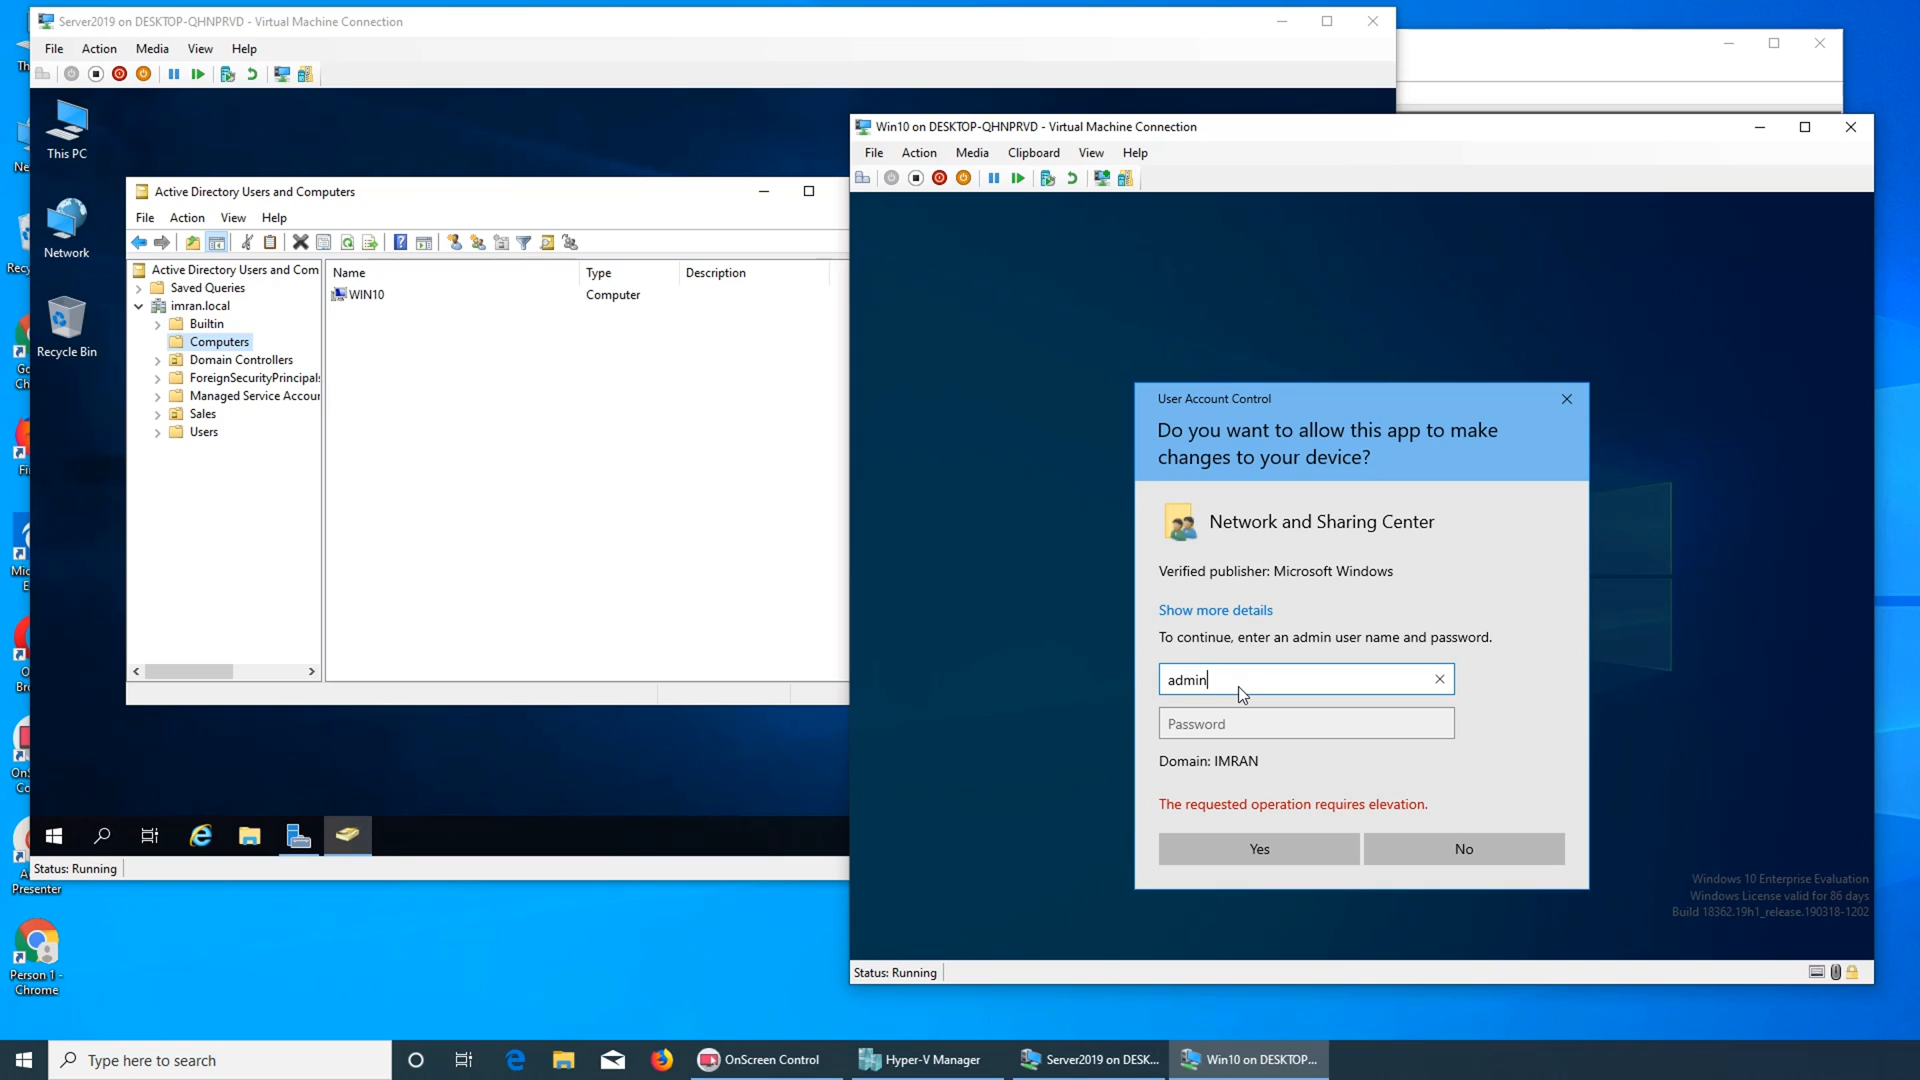 Server2019 on DESKTOP-QHNPRVD - Virtual Machine Connection
File Action Media View Help
This PC
Network
Recycle Bin
Active Directory Users and Computers
File Action View Help
Active Directory Users and Com
Saved Queries
imran.local
Builtin
Computers
Domain Controllers
ForeignSecurityPrincipals
Managed Service Accour
Sales
Users
Name Type Description
WIN10 Computer
Status: Running
Win10 on DESKTOP-QHNPRVD - Virtual Machine Connection
File Action Media Clipboard View Help
User Account Control
Do you want to allow this app to make
changes to your device?
Network and Sharing Center
Verified publisher: Microsoft Windows
Show more details
To continue, enter an admin user name and password.
admin
Password
Domain: IMRAN
The requested operation requires elevation.
Yes No
Windows 10 Enterprise Evaluation
Windows License valid for 86 days
Build 18362.19h1_release.190318-1202
Status: Running
Presenter
Person 1 -
Chrome
Type here to search
OnScreen Control
Hyper-V Manager
Server2019 on DESK...
Win10 on DESKTOP...